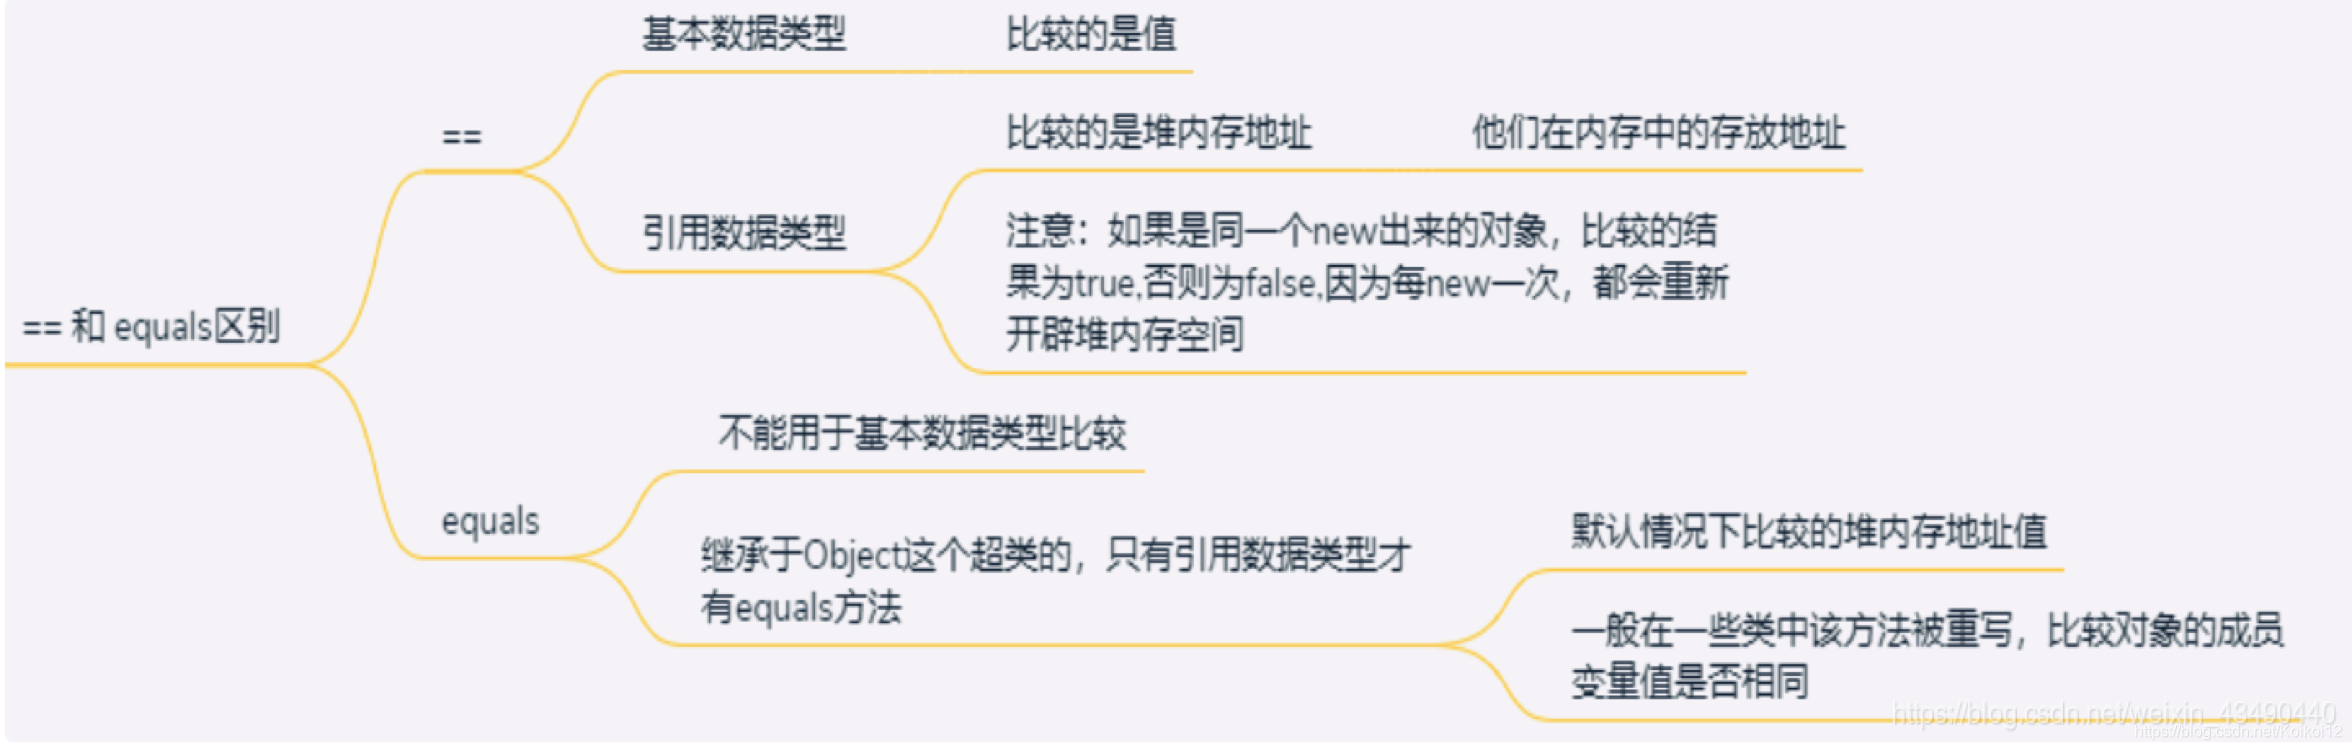 基本数据类型
比较的是值
==
比较的是堆内存地址
他们在内存中的存放地址
引用数据类型
注意：如果是同一个new出来的对象，比较的结
果为true,否则为false,因为每new一次，都会重新
开辟堆内存空间
== 和 equals区别
不能用于基本数据类型比较
equals
继承于Object这个超类的，只有引用数据类型才
有equals方法
默认情况下比较的堆内存地址值
一般在一些类中该方法被重写，比较对象的成员
变量值是否相同
https://blog.csdn.net/weixin_43490440
https://blog.csdn.net/Kolkor12